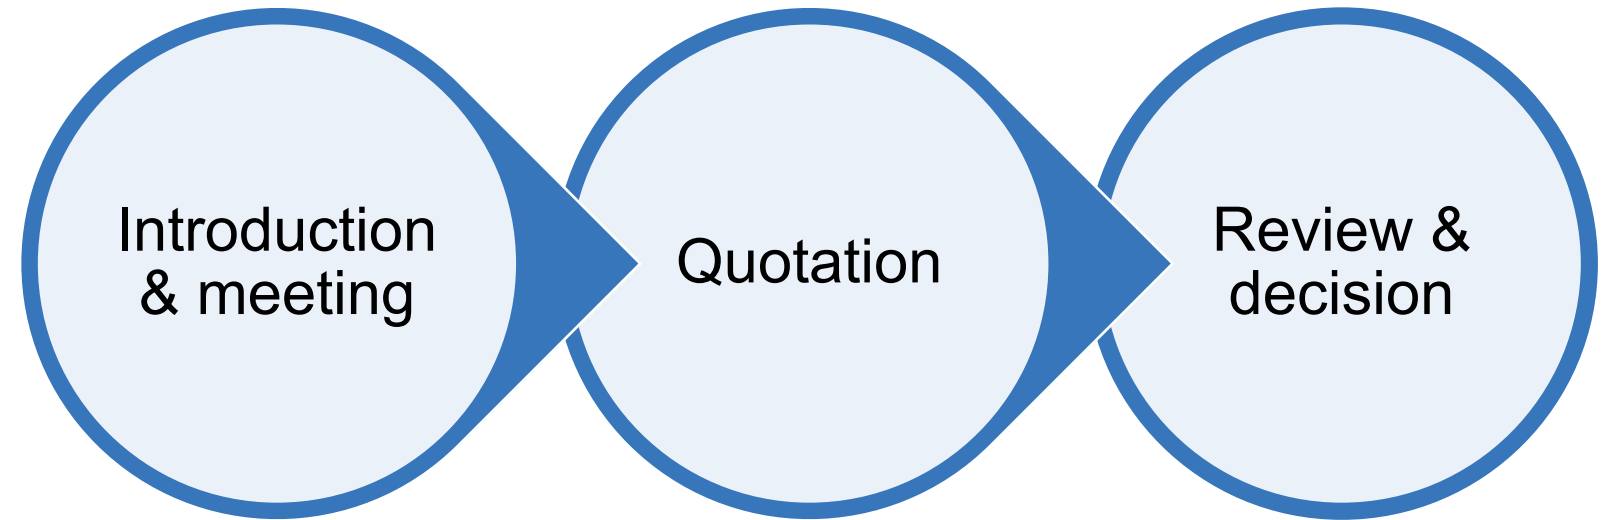 Introduction
& meeting
Quotation
Review &
decision